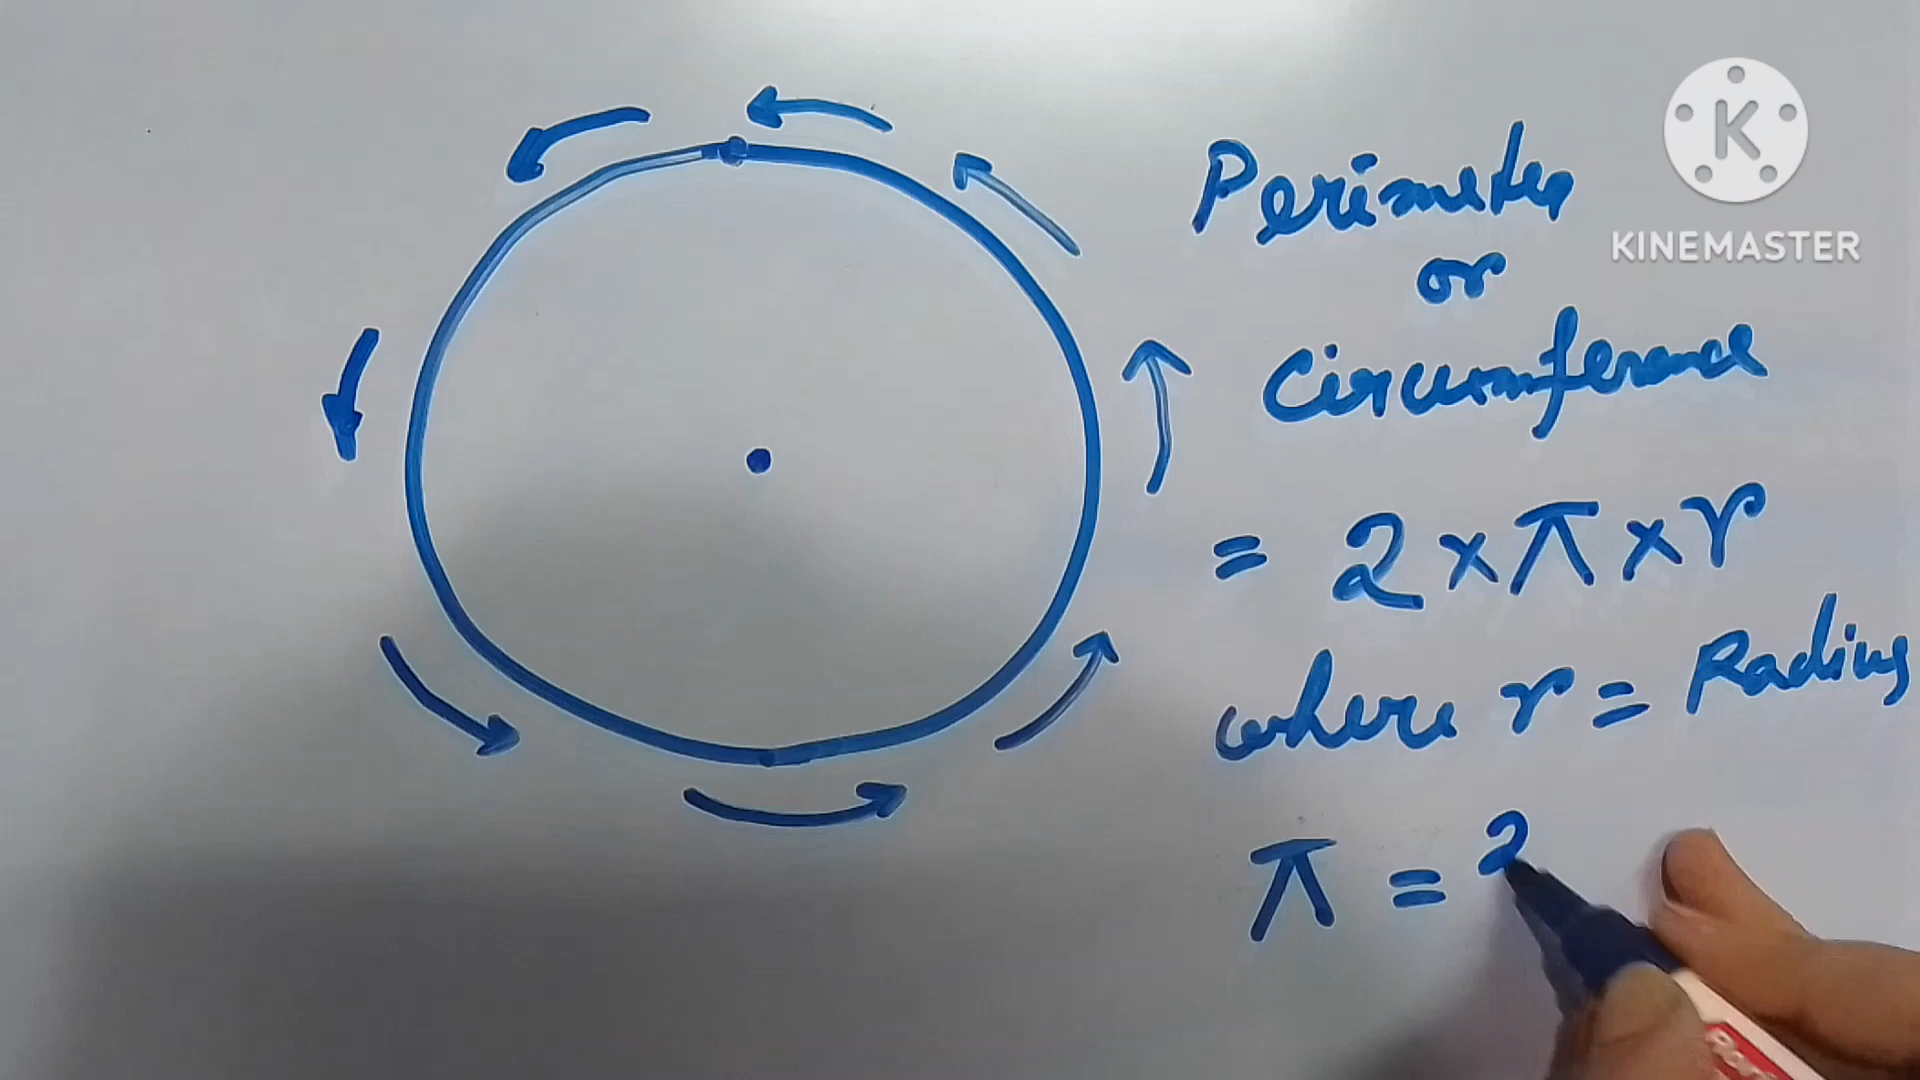 Perimeter
or
Circumference
= 2 × π × r
where r = Radius
π = 2
K
KINEMASTER